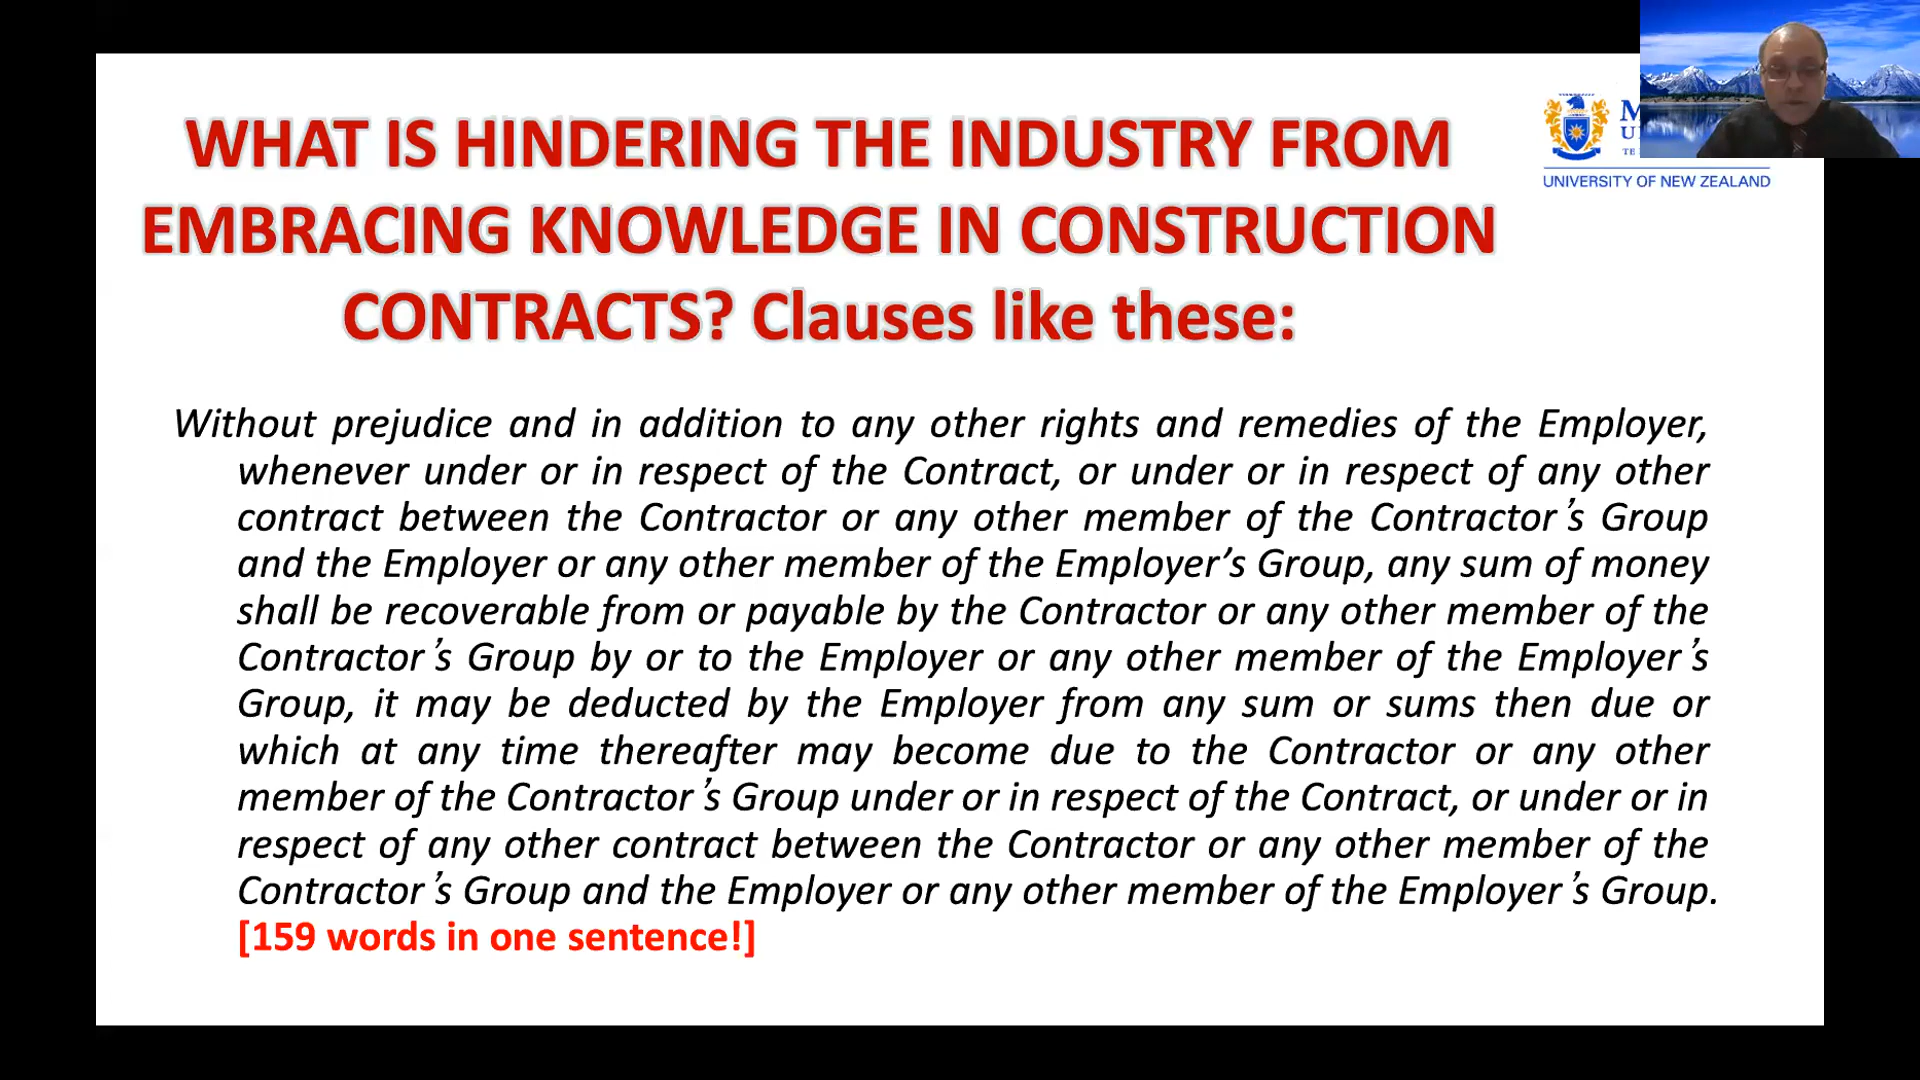 WHAT IS HINDERING THE INDUSTRY FROM
EMBRACING KNOWLEDGE IN CONSTRUCTION
CONTRACTS? Clauses like these:
UNIVERSITY OF NEW ZEALAND
Without prejudice and in addition to any other rights and remedies of the Employer,
whenever under or in respect of the Contract, or under or in respect of any other
contract between the Contractor or any other member of the Contractor’s Group
and the Employer or any other member of the Employer’s Group, any sum of money
shall be recoverable from or payable by the Contractor or any other member of the
Contractor’s Group by or to the Employer or any other member of the Employer’s
Group, it may be deducted by the Employer from any sum or sums then due or
which at any time thereafter may become due to the Contractor or any other
member of the Contractor’s Group under or in respect of the Contract, or under or in
respect of any other contract between the Contractor or any other member of the
Contractor’s Group and the Employer or any other member of the Employer’s Group.
[159 words in one sentence!]